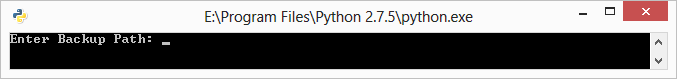 E:\Program Files\Python 2.7.5\python.exe
Enter Backup Path: _